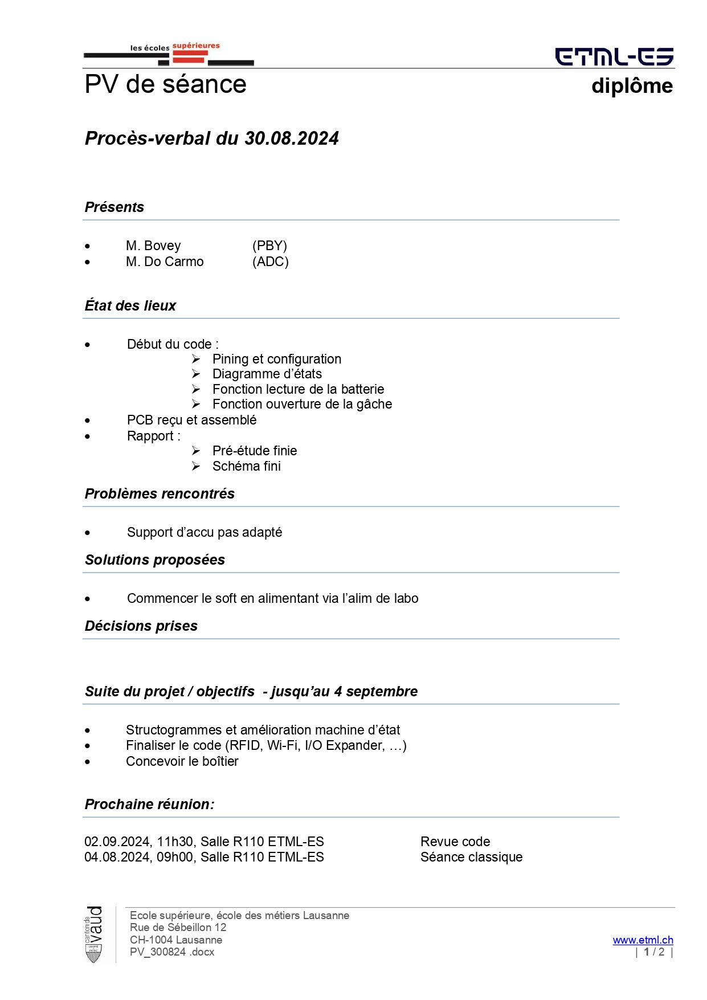 les écoles supérieures
ETML-ES
PV de séance diplôme
Procès-verbal du 30.08.2024
Présents
• M. Bovey (PBY)
• M. Do Carmo (ADC)
État des lieux
• Début du code :
➢ Pining et configuration
➢ Diagramme d’états
➢ Fonction lecture de la batterie
➢ Fonction ouverture de la gâche
• PCB reçu et assemblé
• Rapport :
➢ Pré-étude finie
➢ Schéma fini
Problèmes rencontrés
• Support d’accu pas adapté
Solutions proposées
• Commencer le soft en alimentant via l’alim de labo
Décisions prises
Suite du projet / objectifs - jusqu’au 4 septembre
• Structogrammes et amélioration machine d’état
• Finaliser le code (RFID, Wi-Fi, I/O Expander, …)
• Concevoir le boîtier
Prochaine réunion:
02.09.2024, 11h30, Salle R110 ETML-ES Revue code
04.08.2024, 09h00, Salle R110 ETML-ES Séance classique
canton de
vaud
LIBERTÉ
ET
PATRIE
Ecole supérieure, école des métiers Lausanne
Rue de Sébeillon 12
CH-1004 Lausanne www.etml.ch
PV_300824 .docx | 1 / 2 |